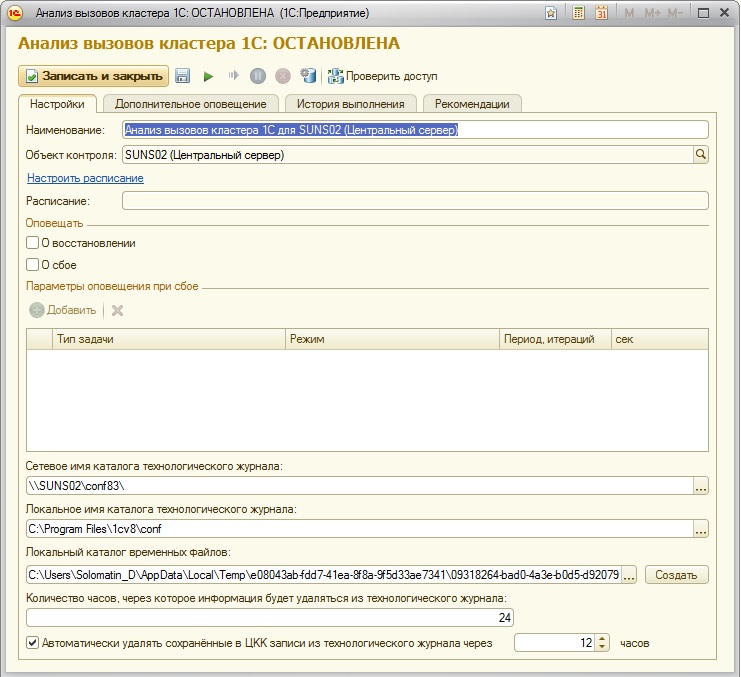 Анализ вызовов кластера 1С: ОСТАНОВЛЕНА (1С:Предприятие)
31 M M+ M-
Анализ вызовов кластера 1С: ОСТАНОВЛЕНА
Записать и закрыть Проверить доступ
Настройки Дополнительное оповещение История выполнения Рекомендации
Наименование: Анализ вызовов кластера 1С для SUNS02 (Центральный сервер)
Объект контроля: SUNS02 (Центральный сервер)
Настроить расписание
Расписание:
Оповещать
О восстановлении
О сбое
Параметры оповещения при сбое
Добавить
Тип задачи Режим Период, итераций сек
Сетевое имя каталога технологического журнала:
\\SUNS02\conf83\ ...
Локальное имя каталога технологического журнала:
C:\Program Files\1cv8\conf ...
Локальный каталог временных файлов:
C:\Users\Solomatin_D\AppData\Local\Temp\e08043ab-fdd7-41ea-8f8a-9f5d33ae7341\09318264-bad0-4a3e-b0d5-d92079 ... Создать
Количество часов, через которое информация будет удаляться из технологического журнала:
24
Автоматически удалять сохранённые в ЦКК записи из технологического журнала через 12 часов